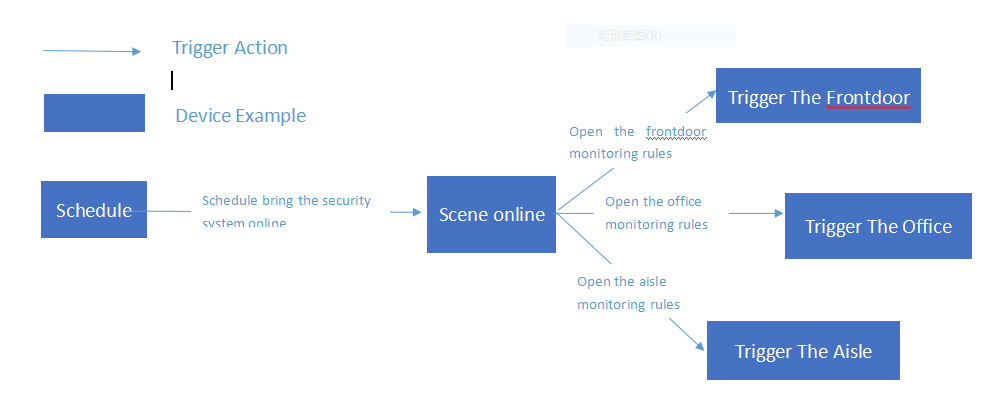 矩形截图(R)
Trigger Action
Device Example
Trigger The Frontdoor
Open the frontdoor
monitoring rules
Schedule
Schedule bring the security
system online
Scene online
Open the office
monitoring rules
Trigger The Office
Open the aisle
monitoring rules
Trigger The Aisle